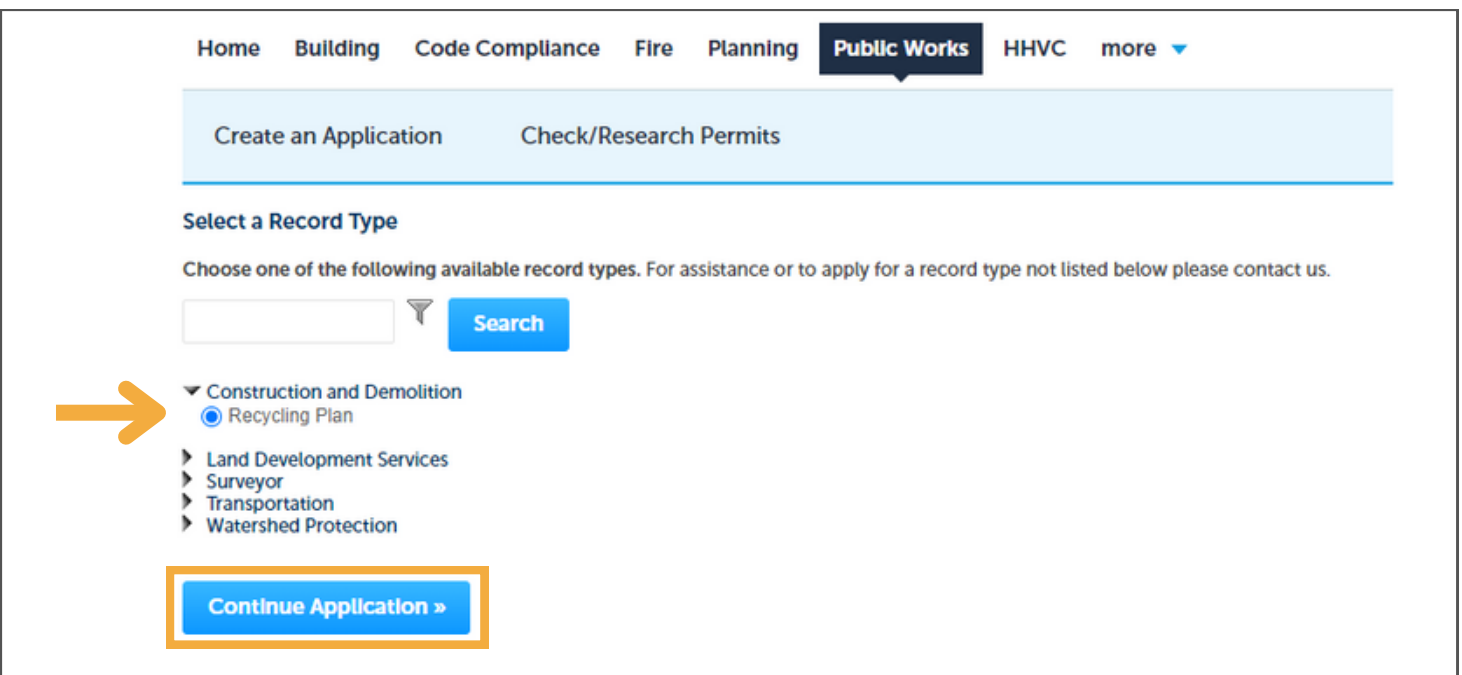 Home Building Code Compliance Fire Planning Public Works HHVC more
Create an Application Check/Research Permits
Select a Record Type
Choose one of the following available record types. For assistance or to apply for a record type not listed below please contact us.
Search
Construction and Demolition
Recycling Plan
Land Development Services
Surveyor
Transportation
Watershed Protection
Continue Application »